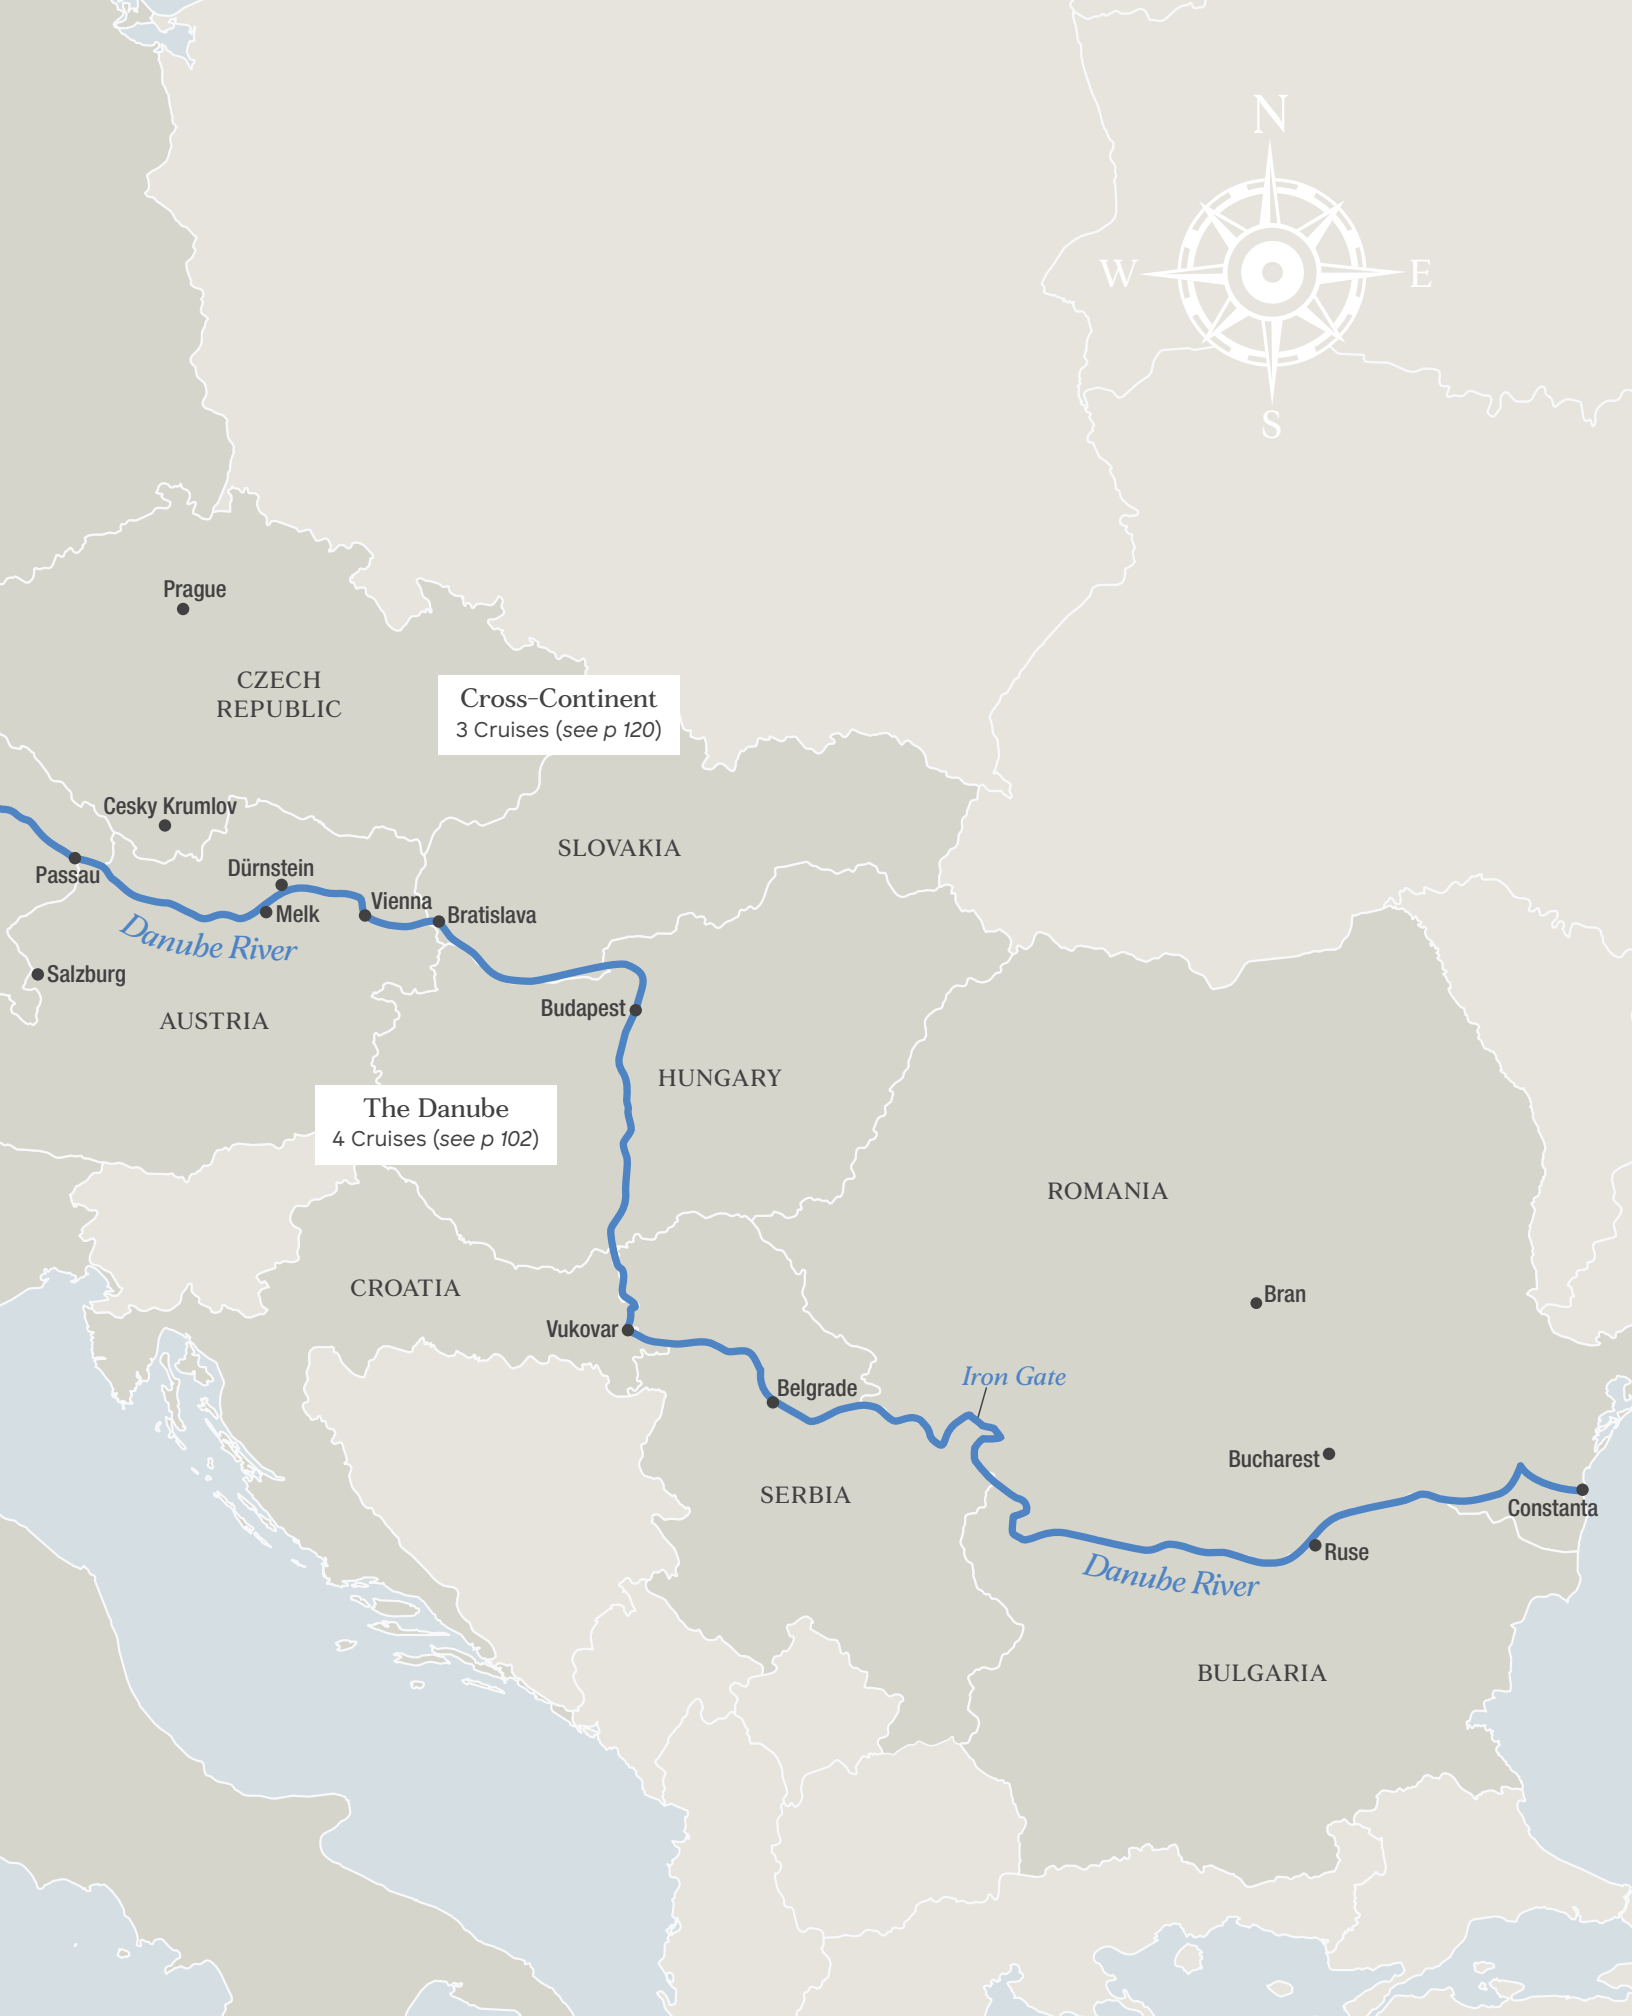 N
W
E
S
Prague
CZECH
REPUBLIC
Cross-Continent
3 Cruises (see p 120)
Cesky Krumlov
SLOVAKIA
Passau
Dürnstein
Melk
Vienna
Bratislava
Danube River
Salzburg
AUSTRIA
Budapest
HUNGARY
The Danube
4 Cruises (see p 102)
ROMANIA
CROATIA
Bran
Vukovar
Iron Gate
Belgrade
Bucharest
SERBIA
Constanta
Ruse
Danube River
BULGARIA